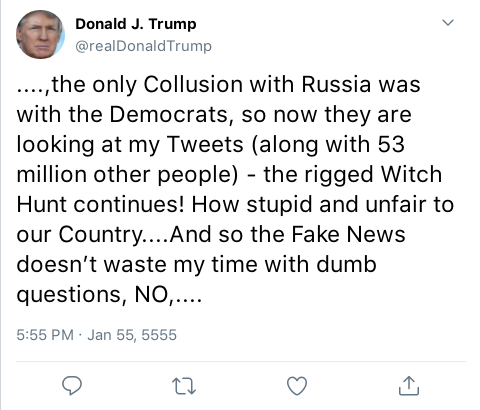 Donald J. Trump
@realDonaldTrump
....,the only Collusion with Russia was
with the Democrats, so now they are
looking at my Tweets (along with 53
million other people) - the rigged Witch
Hunt continues! How stupid and unfair to
our Country....And so the Fake News
doesn’t waste my time with dumb
questions, NO,....
5:55 PM · Jan 55, 5555